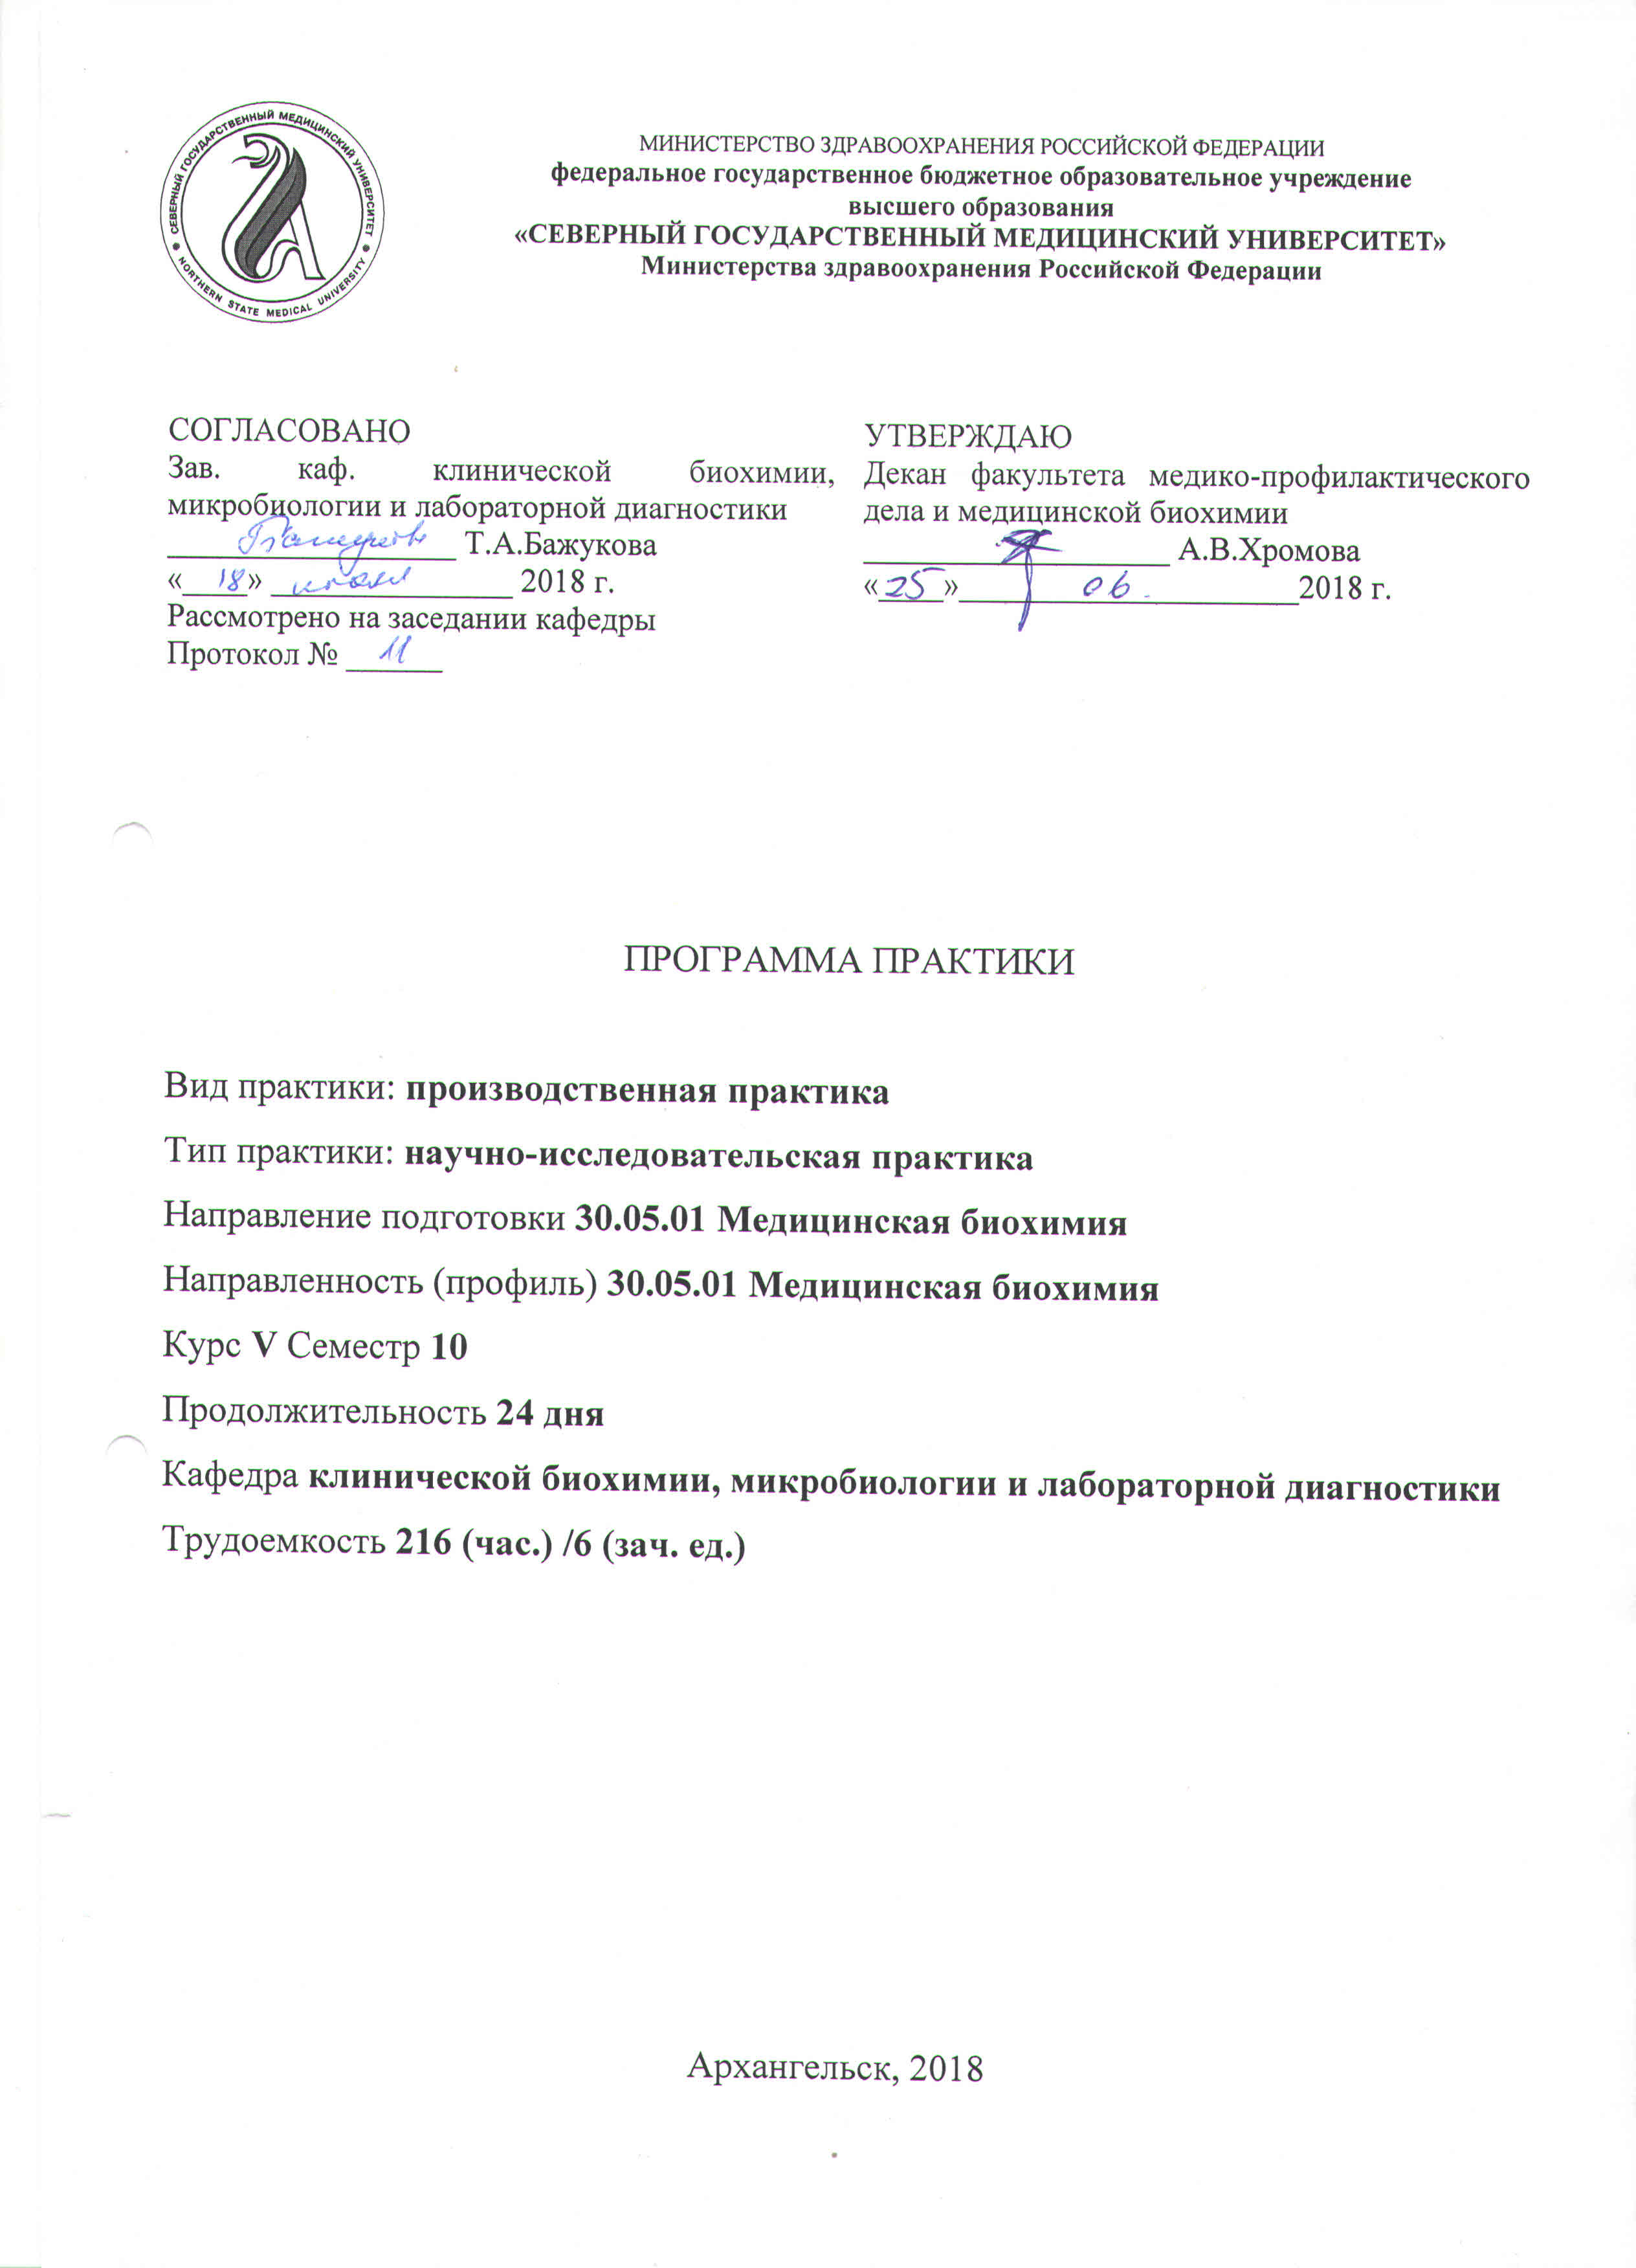 СЕВЕРНЫЙ ГОСУДАРСТВЕННЫЙ МЕДИЦИНСКИЙ УНИВЕРСИТЕТ
NORTHERN STATE MEDICAL UNIVERSITY
МИНИСТЕРСТВО ЗДРАВООХРАНЕНИЯ РОССИЙСКОЙ ФЕДЕРАЦИИ
федеральное государственное бюджетное образовательное учреждение
высшего образования
«СЕВЕРНЫЙ ГОСУДАРСТВЕННЫЙ МЕДИЦИНСКИЙ УНИВЕРСИТЕТ»
Министерства здравоохранения Российской Федерации
СОГЛАСОВАНО
Зав. каф. клинической биохимии,
микробиологии и лабораторной диагностики
Т.А.Бажукова
«18» 2018 г.
Рассмотрено на заседании кафедры
Протокол № 11
УТВЕРЖДАЮ
Декан факультета медико-профилактического
дела и медицинской биохимии
А.В.Хромова
«25» 06. 2018 г.
ПРОГРАММА ПРАКТИКИ
Вид практики: производственная практика
Тип практики: научно-исследовательская практика
Направление подготовки 30.05.01 Медицинская биохимия
Направленность (профиль) 30.05.01 Медицинская биохимия
Курс V Семестр 10
Продолжительность 24 дня
Кафедра клинической биохимии, микробиологии и лабораторной диагностики
Трудоемкость 216 (час.) /6 (зач. ед.)
Архангельск, 2018